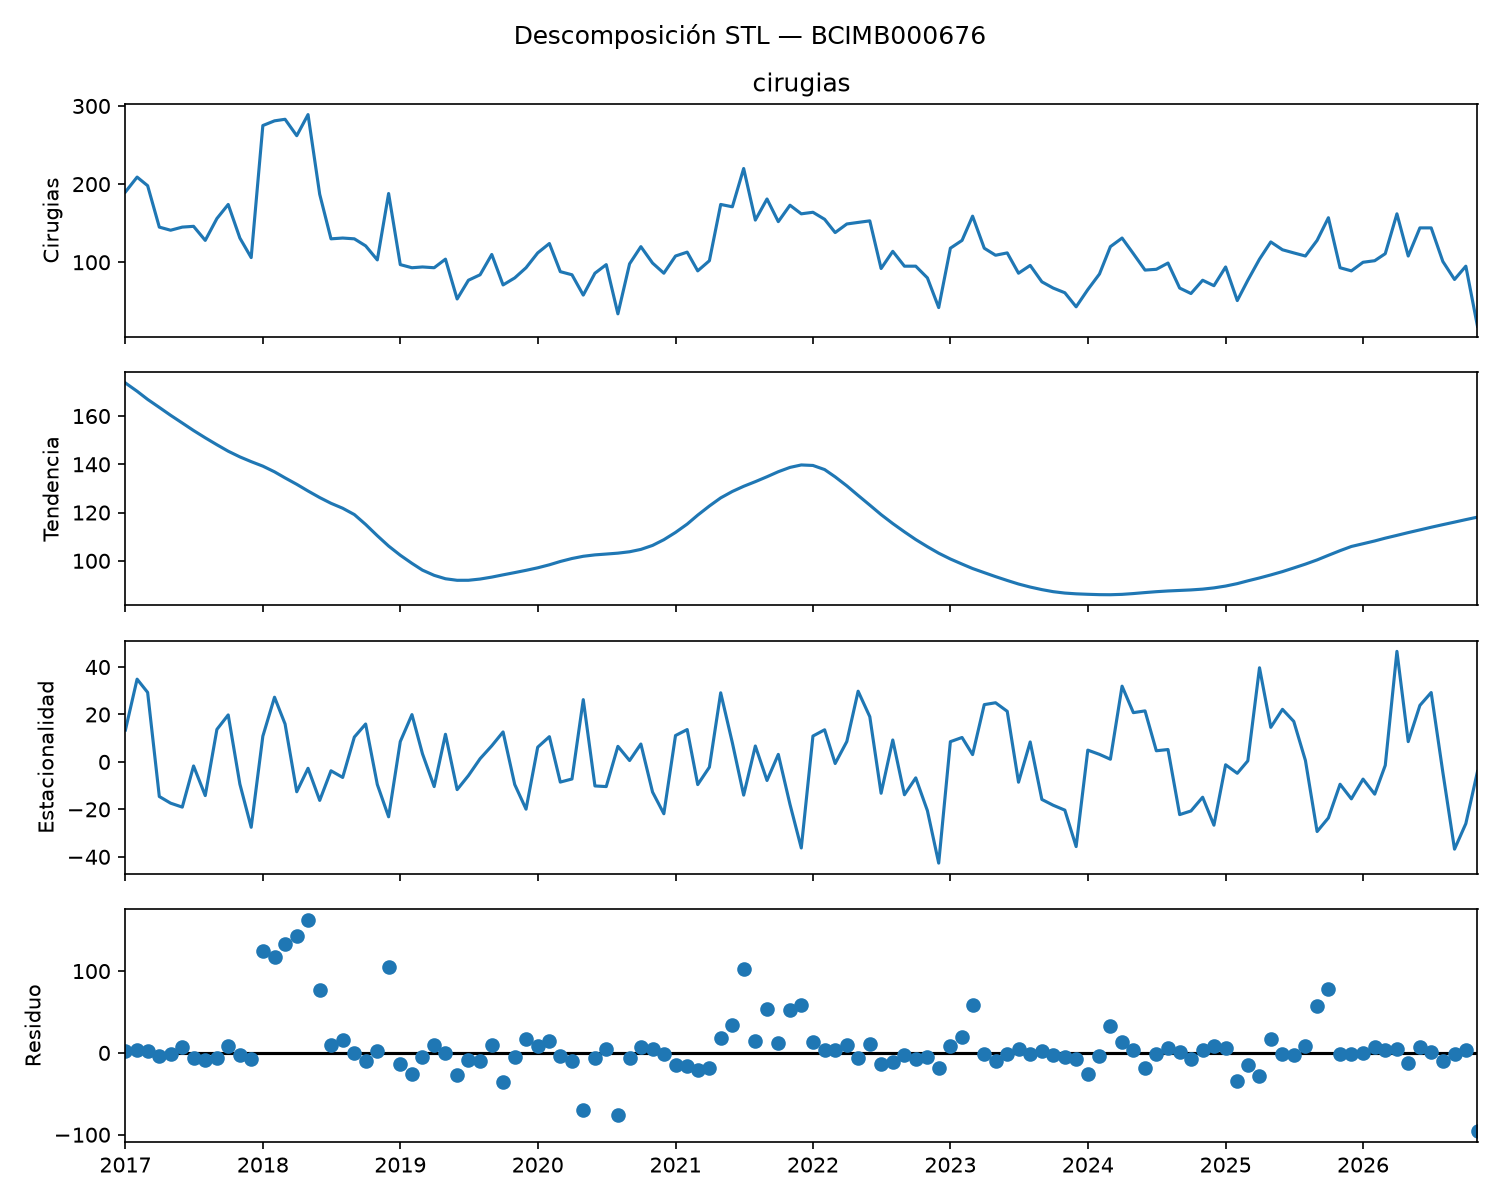 Descomposición STL — BCIMB000676
cirugias
Cirugias
300
200
100
Tendencia
160
140
120
100
Estacionalidad
40
20
0
−20
−40
Residuo
100
0
−100
2017 2018 2019 2020 2021 2022 2023 2024 2025 2026